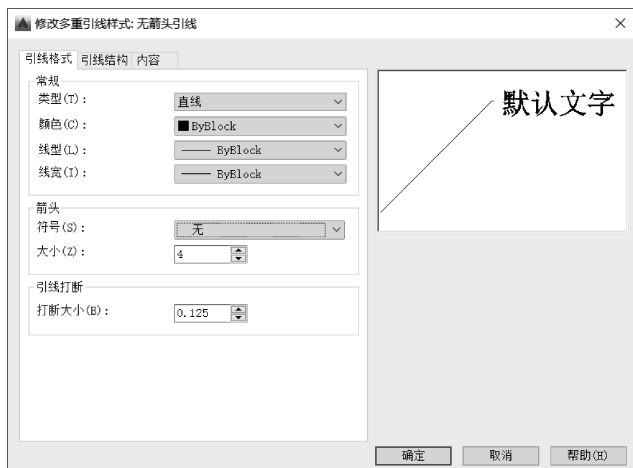 修改多重引线样式: 无箭头引线
引线格式 引线结构 内容
常规
类型(T): 直线
颜色(C): ByBlock
线型(L): ByBlock
线宽(I): ByBlock
箭头
符号(S): 无
大小(Z): 4
引线打断
打断大小(B): 0.125
默认文字
确定 取消 帮助(H)